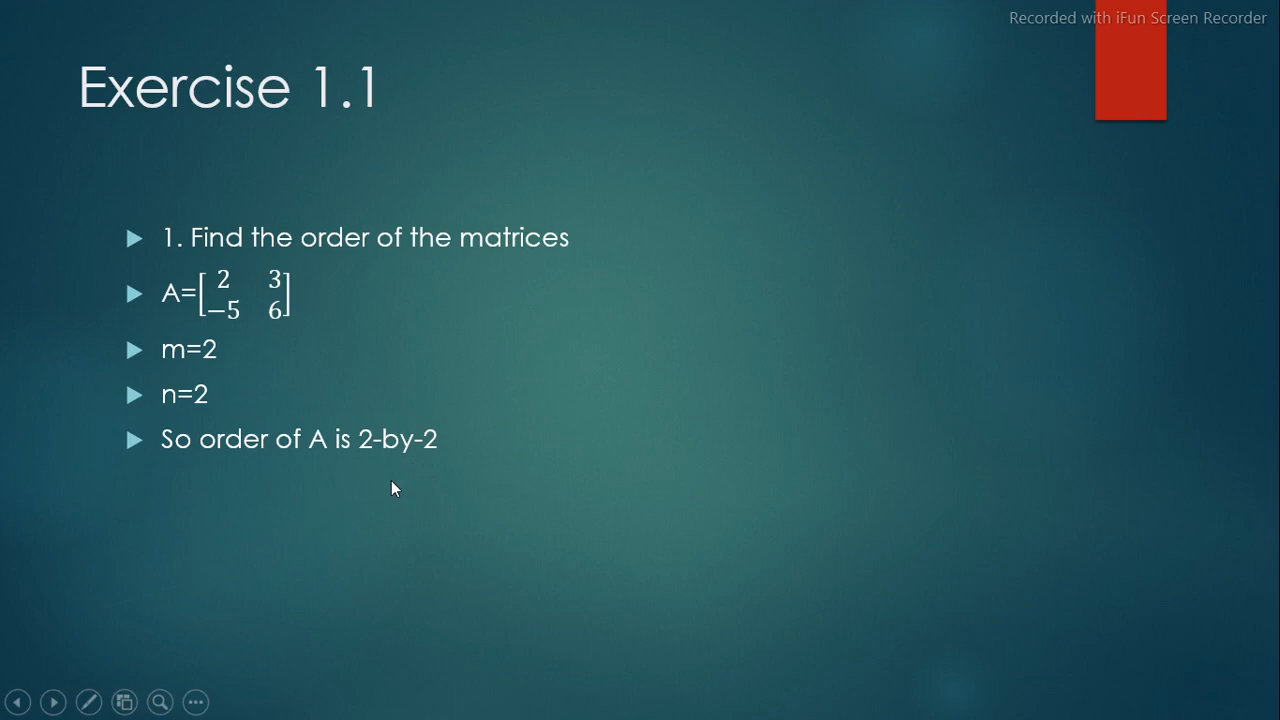 Recorded with iFun Screen Recorder
Exercise 1.1
1. Find the order of the matrices
A=[2 3
−5 6]
m=2
n=2
So order of A is 2-by-2